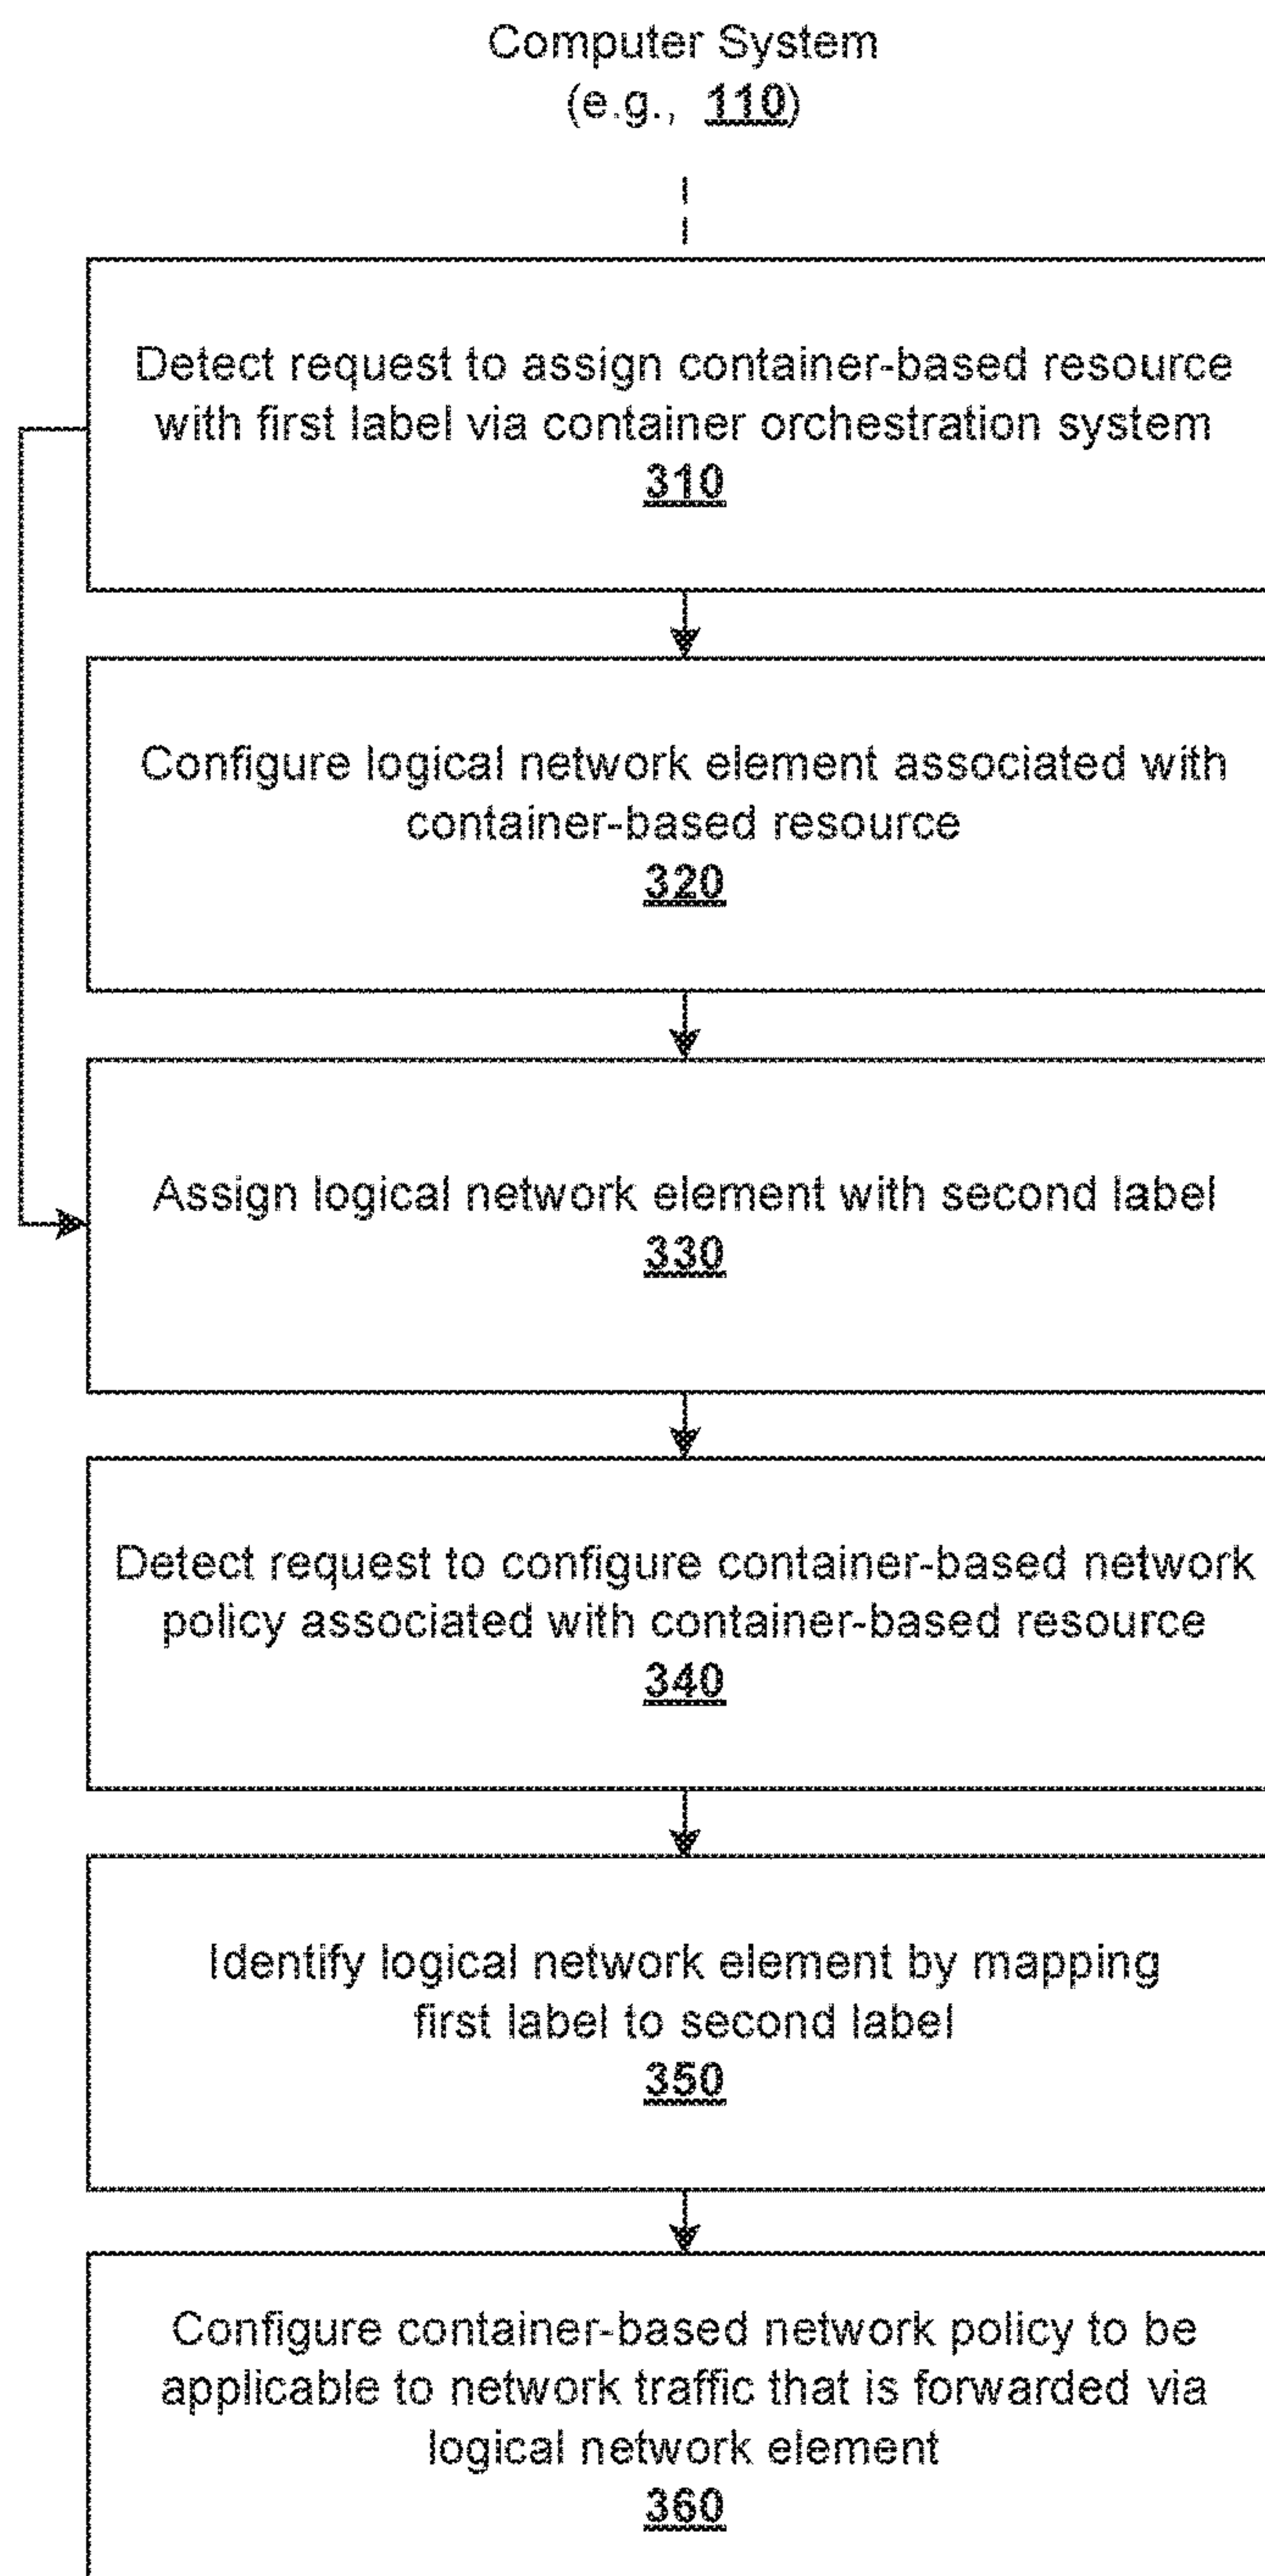 Computer System
(e.g., 110)
Detect request to assign container-based resource
with first label via container orchestration system
310
Configure logical network element associated with
container-based resource
320
Assign logical network element with second label
330
Detect request to configure container-based network
policy associated with container-based resource
340
Identify logical network element by mapping
first label to second label
350
Configure container-based network policy to be
applicable to network traffic that is forwarded via
logical network element
360